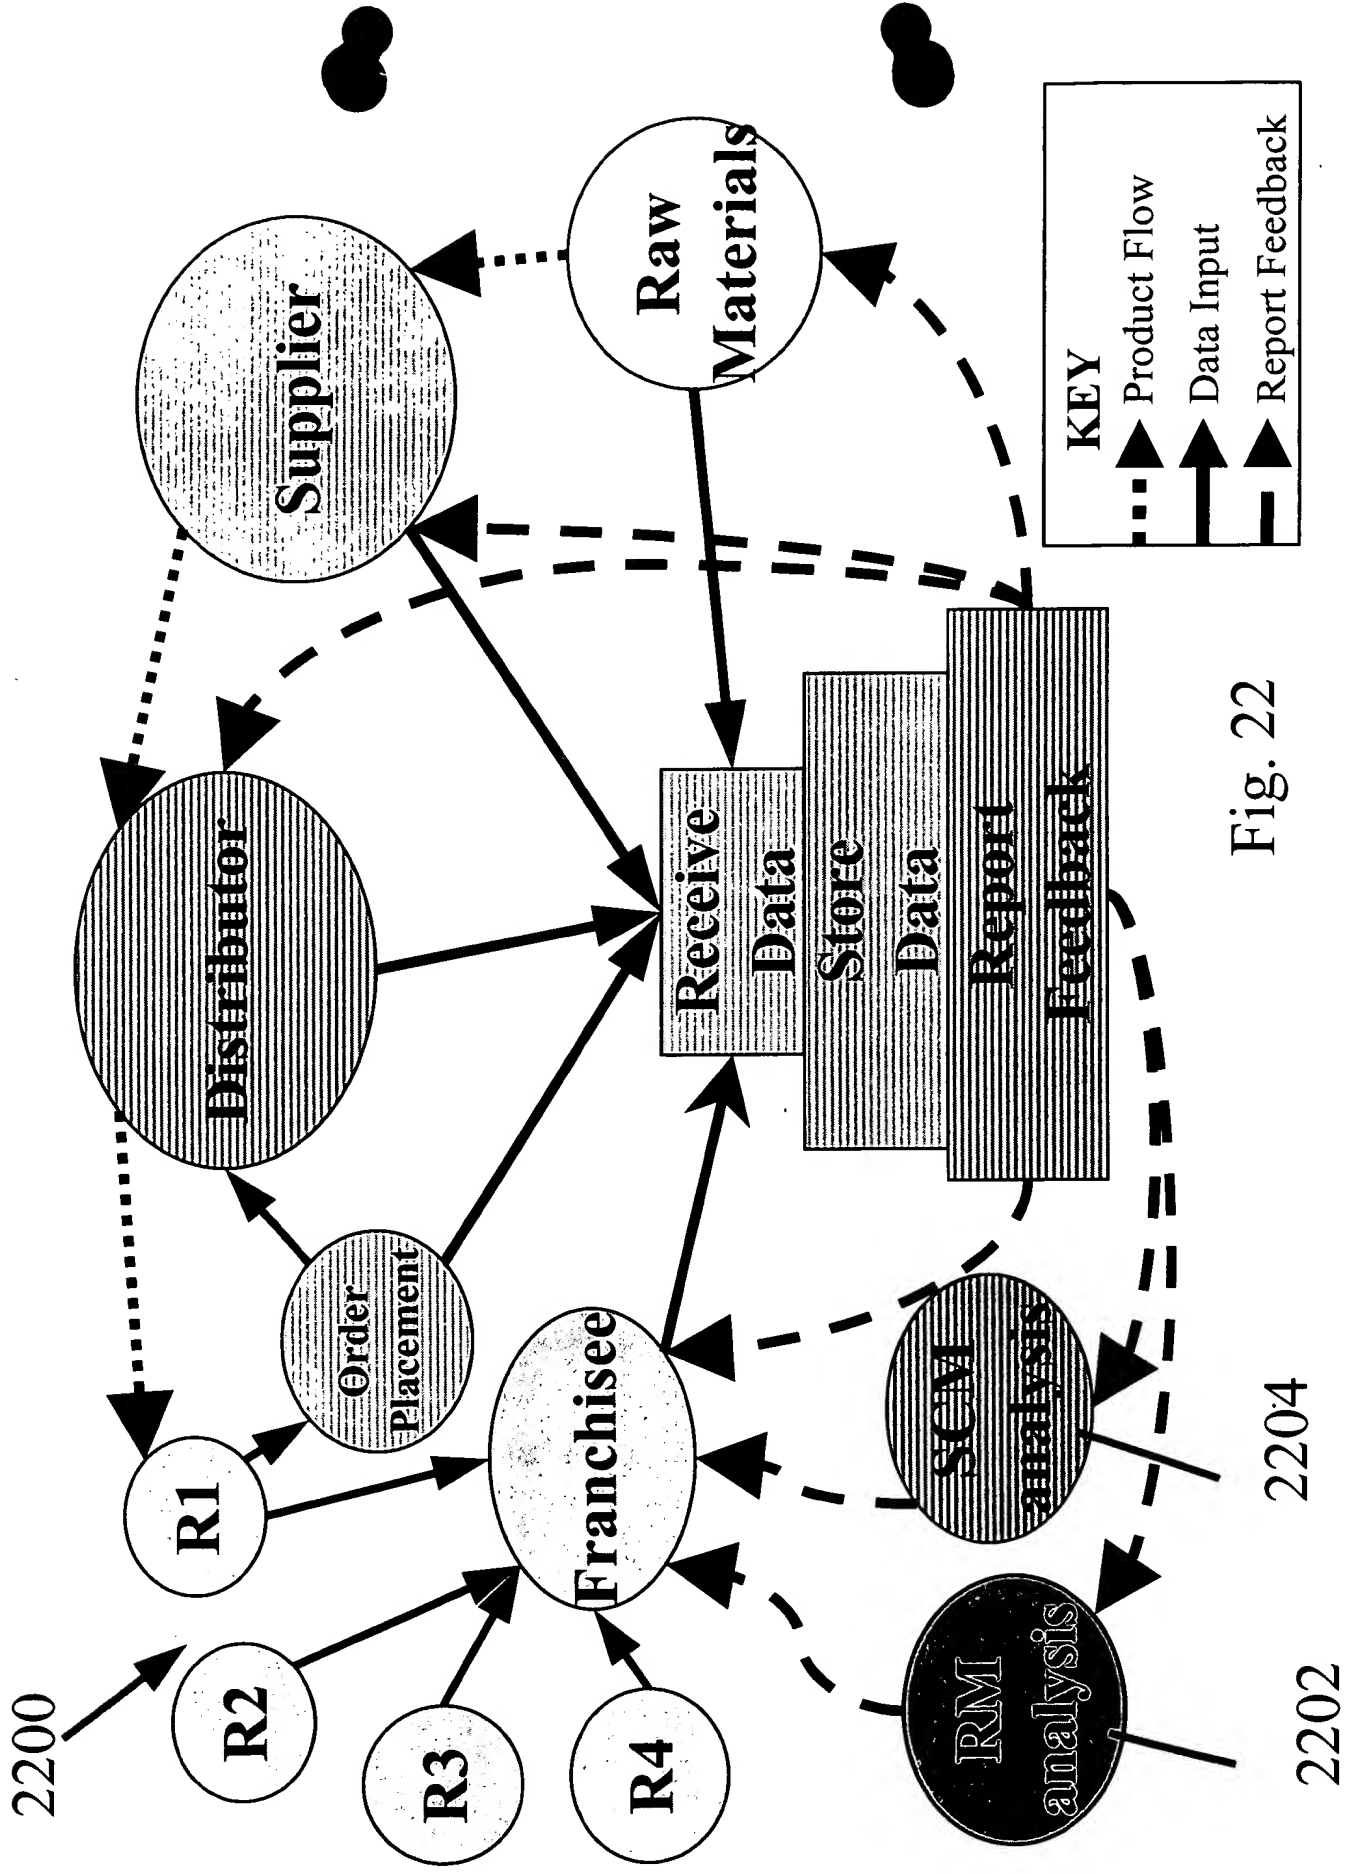 2200
R1
R2
R3
R4
Order
Placement
Distributor
Supplier
Franchisee
Receive
Data
Store
Data
Report
Feedback
Raw
Materials
RM
analysis
SCM
analysis
2202
2204
KEY
Product Flow
Data Input
Report Feedback
Fig. 22